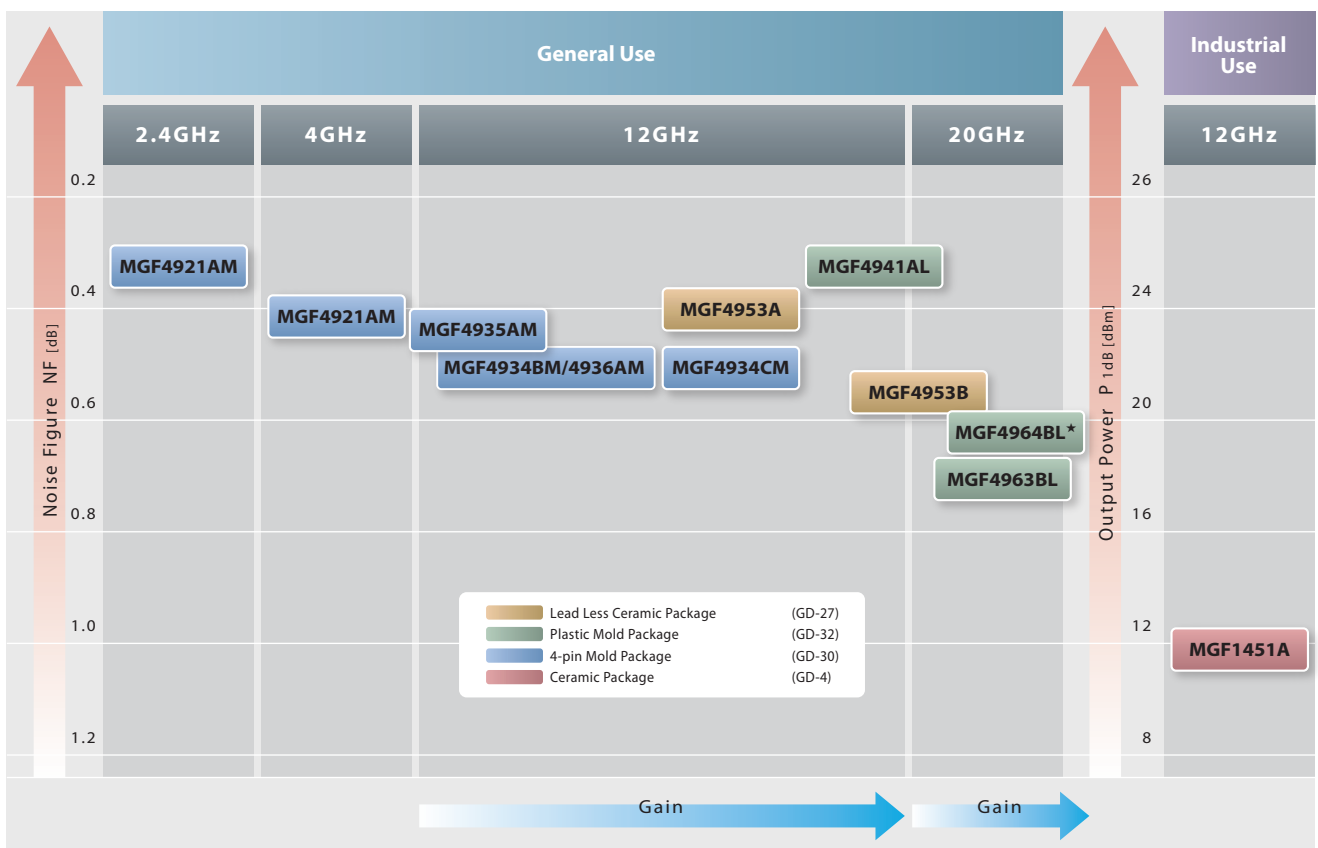 General Use
Industrial
Use
2.4GHz
4GHz
12GHz
20GHz
12GHz
Noise Figure NF [dB]
0.2
0.4
0.6
0.8
1.0
1.2
MGF4921AM
MGF4921AM
MGF4935AM
MGF4934BM/4936AM
MGF4953A
MGF4934CM
MGF4941AL
MGF4953B
MGF4964BL★
MGF4963BL
Output Power P 1dB [dBm]
26
24
20
16
12
8
MGF1451A
Lead Less Ceramic Package (GD-27)
Plastic Mold Package (GD-32)
4-pin Mold Package (GD-30)
Ceramic Package (GD-4)
Gain
Gain